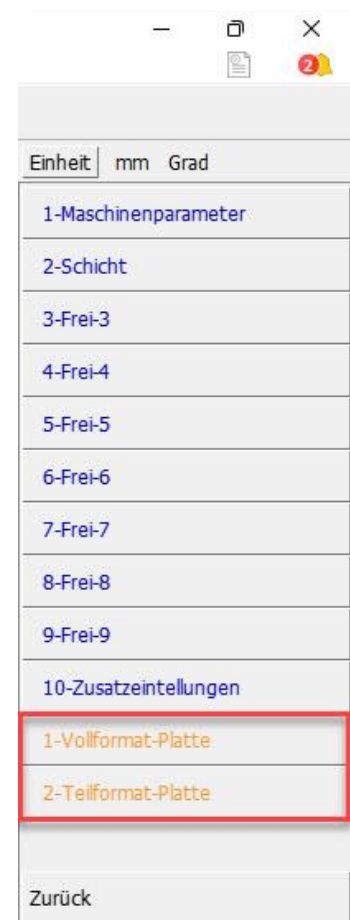 2
Einheit mm Grad
1-Maschinenparameter
2-Schicht
3-Frei-3
4-Frei-4
5-Frei-5
6-Frei-6
7-Frei-7
8-Frei-8
9-Frei-9
10-Zusatzeintellungen
1-Vollformat-Platte
2-Teilformat-Platte
Zurück